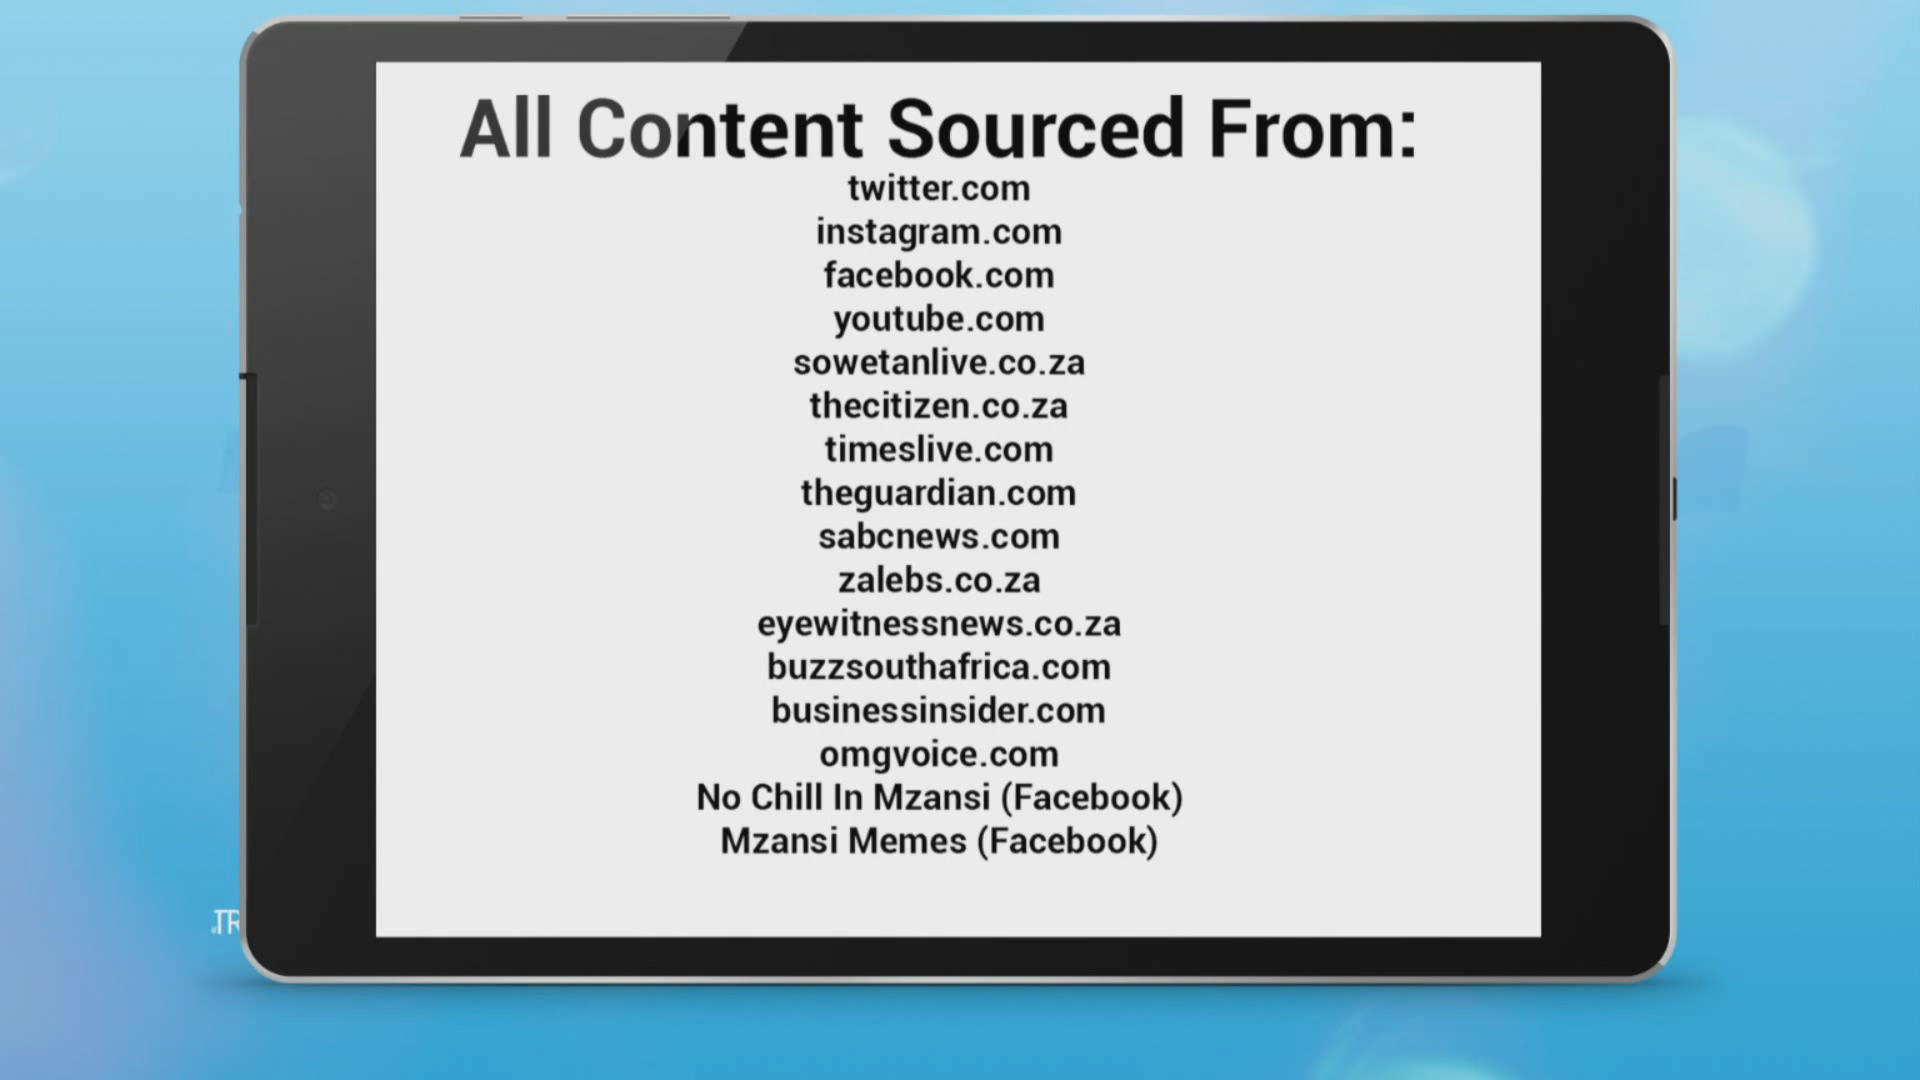 All Content Sourced From:
twitter.com
instagram.com
facebook.com
youtube.com
sowetanlive.co.za
thecitizen.co.za
timeslive.com
theguardian.com
sabcnews.com
zalebs.co.za
eyewitnessnews.co.za
buzzsouthafrica.com
businessinsider.com
omgvoice.com
No Chill In Mzansi (Facebook)
Mzansi Memes (Facebook)